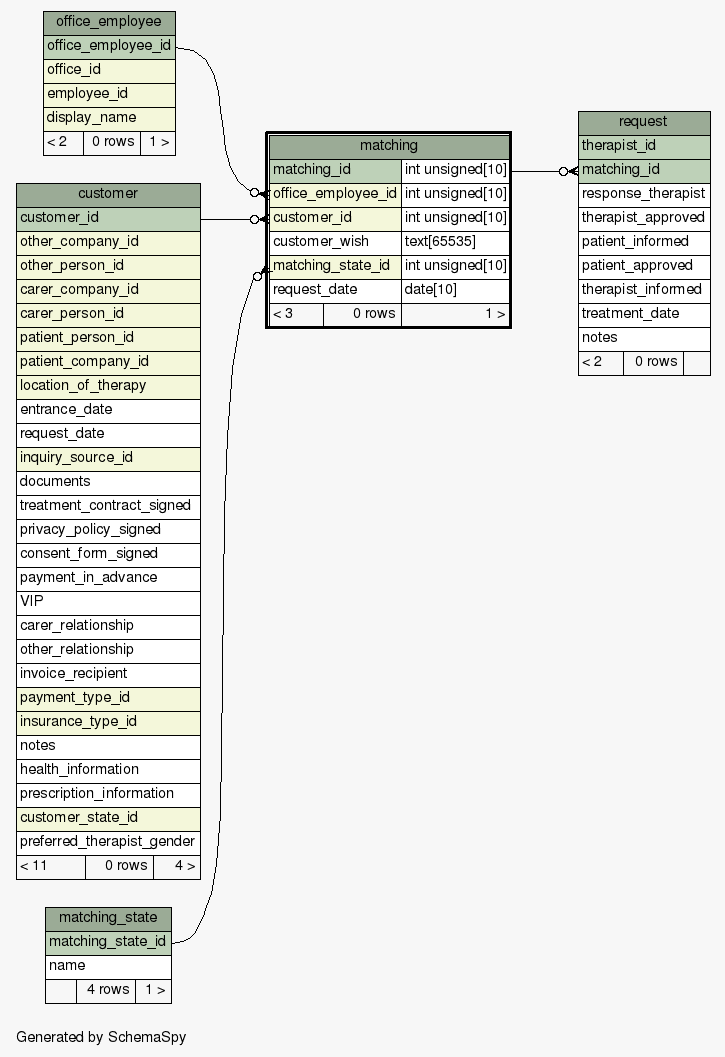 office_employee
office_employee_id
office_id
employee_id
display_name
< 2 0 rows 1 >
customer
customer_id
other_company_id
other_person_id
carer_company_id
carer_person_id
patient_person_id
patient_company_id
location_of_therapy
entrance_date
request_date
inquiry_source_id
documents
treatment_contract_signed
privacy_policy_signed
consent_form_signed
payment_in_advance
VIP
carer_relationship
other_relationship
invoice_recipient
payment_type_id
insurance_type_id
notes
health_information
prescription_information
customer_state_id
preferred_therapist_gender
< 11 0 rows 4 >
matching_state
matching_state_id
name
4 rows 1 >
matching
matching_id int unsigned[10]
office_employee_id int unsigned[10]
customer_id int unsigned[10]
customer_wish text[65535]
matching_state_id int unsigned[10]
request_date date[10]
< 3 0 rows 1 >
request
therapist_id
matching_id
response_therapist
therapist_approved
patient_informed
patient_approved
therapist_informed
treatment_date
notes
< 2 0 rows
Generated by SchemaSpy